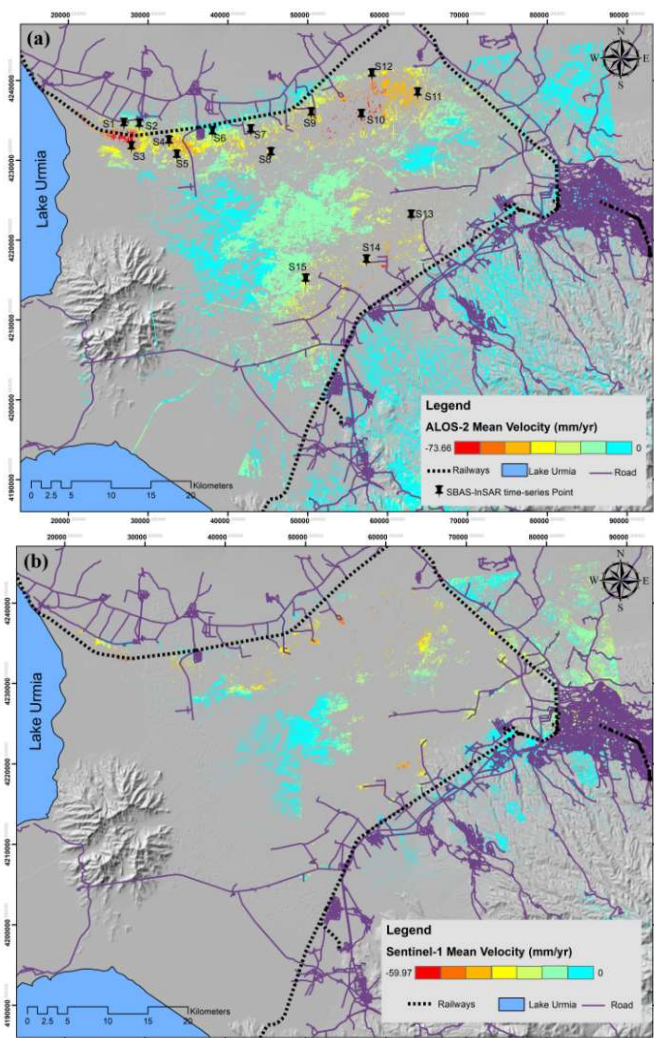 20000 30000 40000 50000 60000 70000 80000 90000
(a)
N
W E
S
4240000
4230000
4220000
4210000
4200000
4190000
Lake Urmia
S12
S11
S1 S2
S9
S10
S6 S7
S4
S3
S5
S8
S13
S14
S15
Legend
ALOS-2 Mean Velocity (mm/yr)
-73.66 0
Railways Lake Urmia Road
SBAS-InSAR time-series Point
0 2.5 5 10 15 20
Kilometers
20000 30000 40000 50000 60000 70000 80000 90000
(b)
N
W E
S
4240000
4230000
4220000
4210000
4200000
4190000
Lake Urmia
Legend
Sentinel-1 Mean Velocity (mm/yr)
-59.97 0
Railways Lake Urmia Road
0 2.5 5 10 15 20
Kilometers